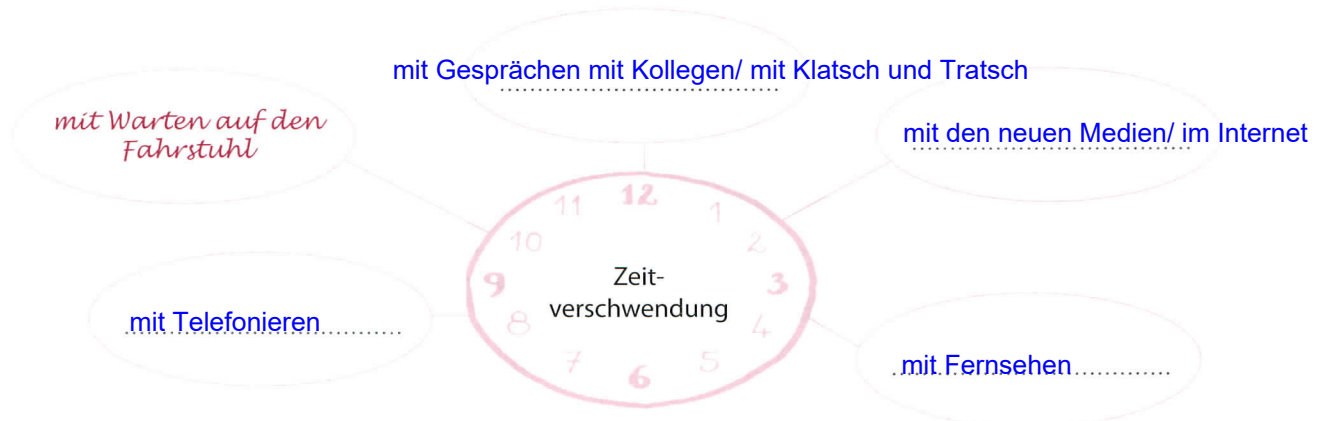 mit Gesprächen mit Kollegen/ mit Klatsch und Tratsch
mit Warten auf den
Fahrstuhl
mit den neuen Medien/ im Internet
11 12 1
10 2
Zeit-
9 3
verschwendung
8 4
7 6 5
mit Telefonieren
mit Fernsehen